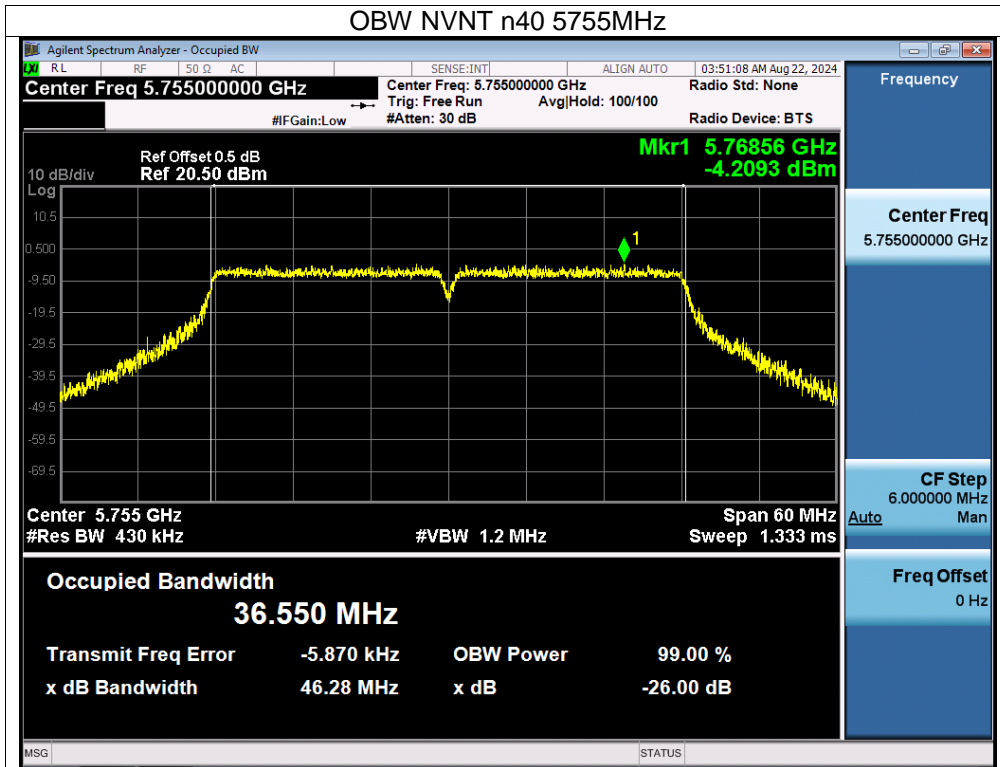 OBW NVNT n40 5755MHz
Agilent Spectrum Analyzer - Occupied BW
LXI RL RF 50 Ω AC SENSE:INT ALIGN AUTO 03:51:08 AM Aug 22, 2024
Center Freq 5.755000000 GHz
Center Freq: 5.755000000 GHz
Radio Std: None
Trig: Free Run Avg|Hold: 100/100
#IFGain:Low #Atten: 30 dB Radio Device: BTS
Mkr1 5.76856 GHz
-4.2093 dBm
Ref Offset 0.5 dB
10 dB/div Ref 20.50 dBm
Log
10.5
0.500
-9.50
-19.5
-29.5
-39.5
-49.5
-59.5
-69.5
1
Center 5.755 GHz Span 60 MHz
#Res BW 430 kHz #VBW 1.2 MHz Sweep 1.333 ms
Occupied Bandwidth
36.550 MHz
Transmit Freq Error -5.870 kHz OBW Power 99.00 %
x dB Bandwidth 46.28 MHz x dB -26.00 dB
MSG STATUS
Frequency
Center Freq
5.755000000 GHz
CF Step
6.000000 MHz
Auto Man
Freq Offset
0 Hz